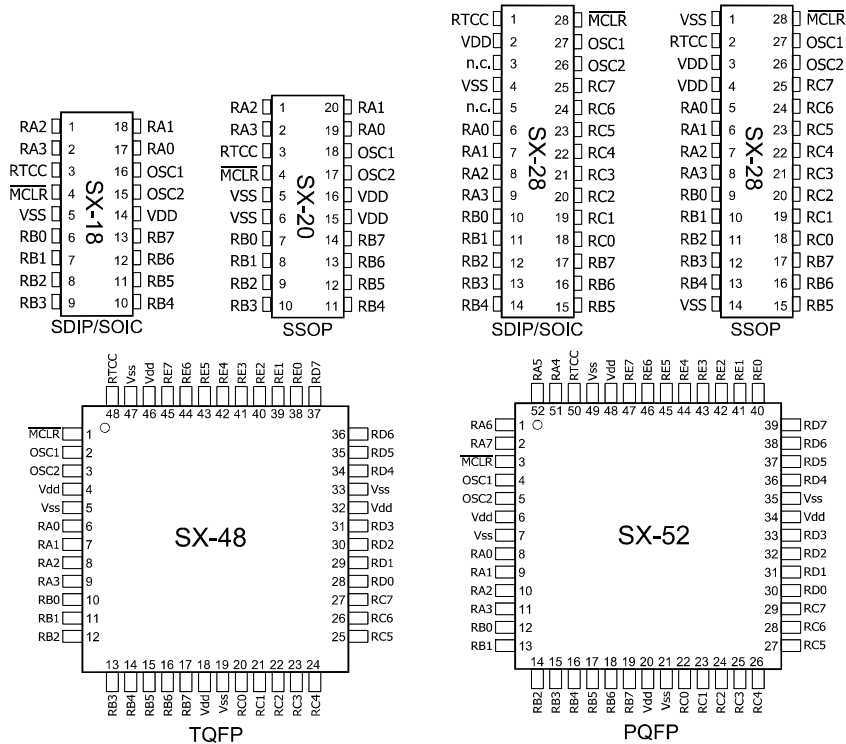 RA2 1 18 RA1
RA3 2 17 RA0
RTCC 3 16 OSC1
MCLR 4 15 OSC2
VSS 5 14 VDD
RB0 6 13 RB7
RB1 7 12 RB6
RB2 8 11 RB5
RB3 9 10 RB4
SX-18
SDIP/SOIC
RA2 1 20 RA1
RA3 2 19 RA0
RTCC 3 18 OSC1
MCLR 4 17 OSC2
VSS 5 16 VDD
VSS 6 15 VDD
RB0 7 14 RB7
RB1 8 13 RB6
RB2 9 12 RB5
RB3 10 11 RB4
SX-20
SSOP
RTCC 1 28 MCLR
VDD 2 27 OSC1
n.c. 3 26 OSC2
VSS 4 25 RC7
n.c. 5 24 RC6
RA0 6 23 RC5
RA1 7 22 RC4
RA2 8 21 RC3
RA3 9 20 RC2
RB0 10 19 RC1
RB1 11 18 RC0
RB2 12 17 RB7
RB3 13 16 RB6
RB4 14 15 RB5
SX-28
SDIP/SOIC
VSS 1 28 MCLR
RTCC 2 27 OSC1
VDD 3 26 OSC2
VDD 4 25 RC7
RA0 5 24 RC6
RA1 6 23 RC5
RA2 7 22 RC4
RA3 8 21 RC3
RB0 9 20 RC2
RB1 10 19 RC1
RB2 11 18 RC0
RB3 12 17 RB7
RB4 13 16 RB6
VSS 14 15 RB5
SX-28
SSOP
RTCC Vss Vdd RE7 RE6 RE5 RE4 RE3 RE2 RE1 RE0 RD7
48 47 46 45 44 43 42 41 40 39 38 37
MCLR 1 36 RD6
OSC1 2 35 RD5
OSC2 3 34 RD4
Vdd 4 33 Vss
Vss 5 32 Vdd
RA0 6 31 RD3
RA1 7 30 RD2
RA2 8 29 RD1
RA3 9 28 RD0
RB0 10 27 RC7
RB1 11 26 RC6
RB2 12 25 RC5
SX-48
13 14 15 16 17 18 19 20 21 22 23 24
RB3 RB4 RB5 RB6 RB7 Vdd Vss RC0 RC1 RC2 RC3 RC4
TQFP
RA5 RA4 RTCC Vss Vdd RE7 RE6 RE5 RE4 RE3 RE2 RE1 RE0
52 51 50 49 48 47 46 45 44 43 42 41 40
RA6 1 39 RD7
RA7 2 38 RD6
MCLR 3 37 RD5
OSC1 4 36 RD4
OSC2 5 35 Vss
Vdd 6 34 Vdd
Vss 7 33 RD3
RA0 8 32 RD2
RA1 9 31 RD1
RA2 10 30 RD0
RA3 11 29 RC7
RB0 12 28 RC6
RB1 13 27 RC5
SX-52
14 15 16 17 18 19 20 21 22 23 24 25 26
RB2 RB3 RB4 RB5 RB6 RB7 Vdd Vss RC0 RC1 RC2 RC3 RC4
PQFP